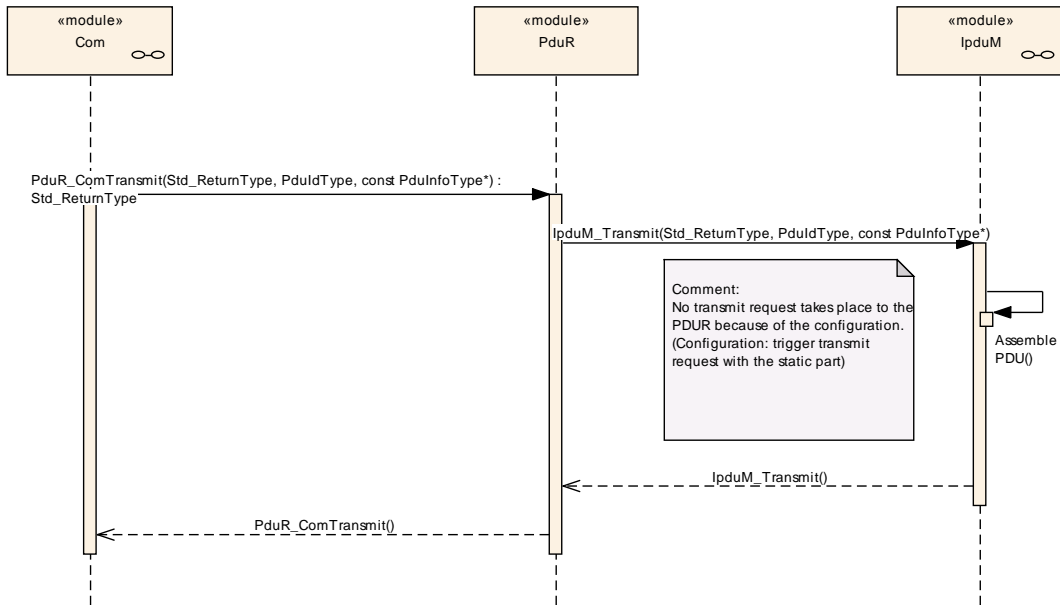 «module»
Com
«module»
PduR
«module»
IpduM
PduR_ComTransmit(Std_ReturnType, PduIdType, const PduInfoType*) :
Std_ReturnType
IpduM_Transmit(Std_ReturnType, PduIdType, const PduInfoType*)
Comment:
No transmit request takes place to the
PDUR because of the configuration.
(Configuration: trigger transmit
request with the static part)
Assemble
PDU()
IpduM_Transmit()
PduR_ComTransmit()